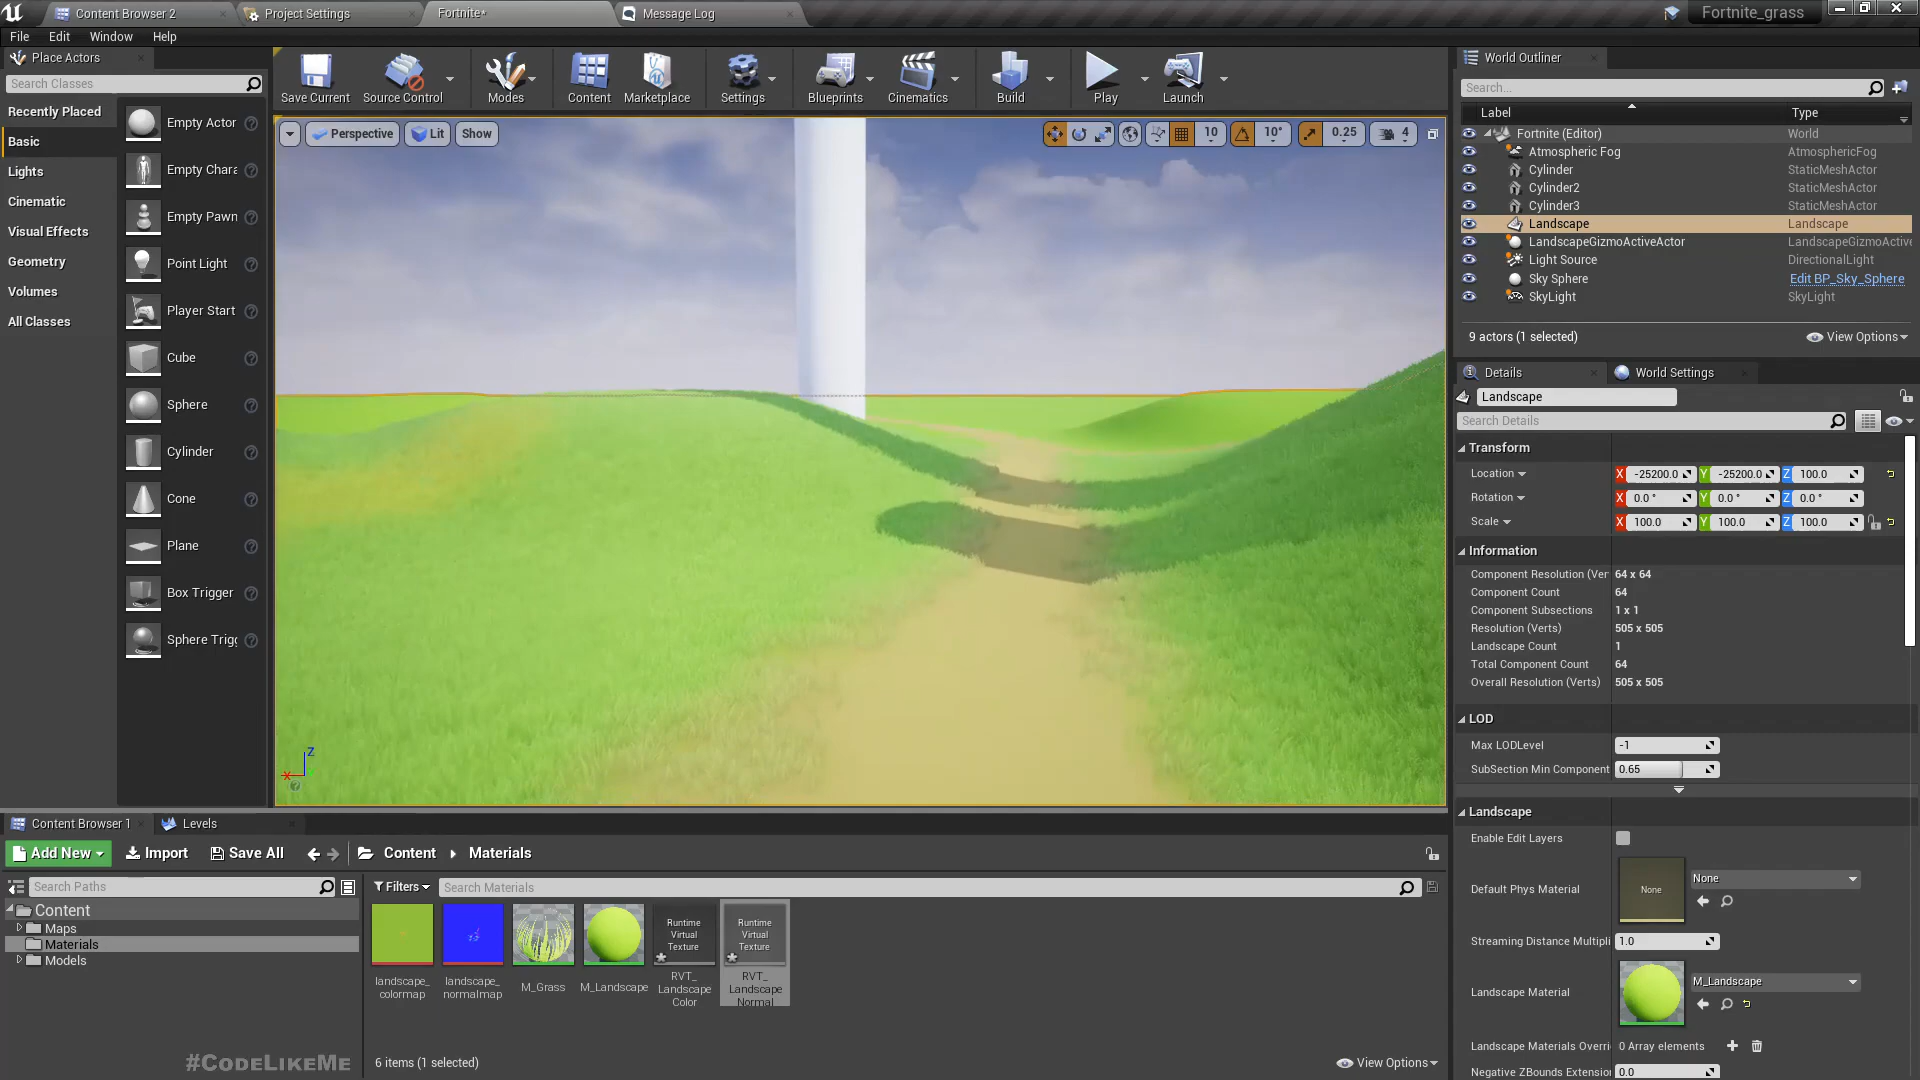 Content Browser 2
Project Settings
Fortnite*
Message Log
Fortnite_grass
File Edit Window Help
Place Actors
Search Classes
Recently Placed
Basic
Lights
Cinematic
Visual Effects
Geometry
Volumes
All Classes
Empty Actor
Empty Chara
Empty Pawn
Point Light
Player Start
Cube
Sphere
Cylinder
Cone
Plane
Box Trigger
Sphere Trigg
Save Current
Source Control
Modes
Content
Marketplace
Settings
Blueprints
Cinematics
Build
Play
Launch
Perspective
Lit
Show
10
10°
0.25
4
Z
X
World Outliner
Search...
Label Type
Fortnite (Editor) World
Atmospheric Fog AtmosphericFog
Cylinder StaticMeshActor
Cylinder2 StaticMeshActor
Cylinder3 StaticMeshActor
Landscape Landscape
LandscapeGizmoActiveActor LandscapeGizmoActive
Light Source DirectionalLight
Sky Sphere Edit BP_Sky_Sphere
SkyLight SkyLight
9 actors (1 selected)
View Options
Details
World Settings
Landscape
Search Details
Transform
Location X -25200.0 Y -25200.0 Z 100.0
Rotation X 0.0 ° Y 0.0 ° Z 0.0 °
Scale X 100.0 Y 100.0 Z 100.0
Information
Component Resolution (Ver 64 x 64
Component Count 64
Component Subsections 1 x 1
Resolution (Verts) 505 x 505
Landscape Count 1
Total Component Count 64
Overall Resolution (Verts) 505 x 505
LOD
Max LODLevel -1
SubSection Min Component 0.65
Landscape
Enable Edit Layers
Default Phys Material None None
Streaming Distance Multipli 1.0
Landscape Material M_Landscape
Landscape Materials Overri 0 Array elements
Negative ZBounds Extension 0.0
Content Browser 1
Levels
Add New
Import
Save All
Content
Materials
Search Paths
Filters
Search Materials
Content
Maps
Materials
Models
landscape_
colormap
landscape_
normalmap
M_Grass
M_Landscape
Runtime
Virtual
Texture
RVT_
Landscape
Color
Runtime
Virtual
Texture
RVT_
Landscape
Normal
#CodeLikeMe
6 items (1 selected)
View Options